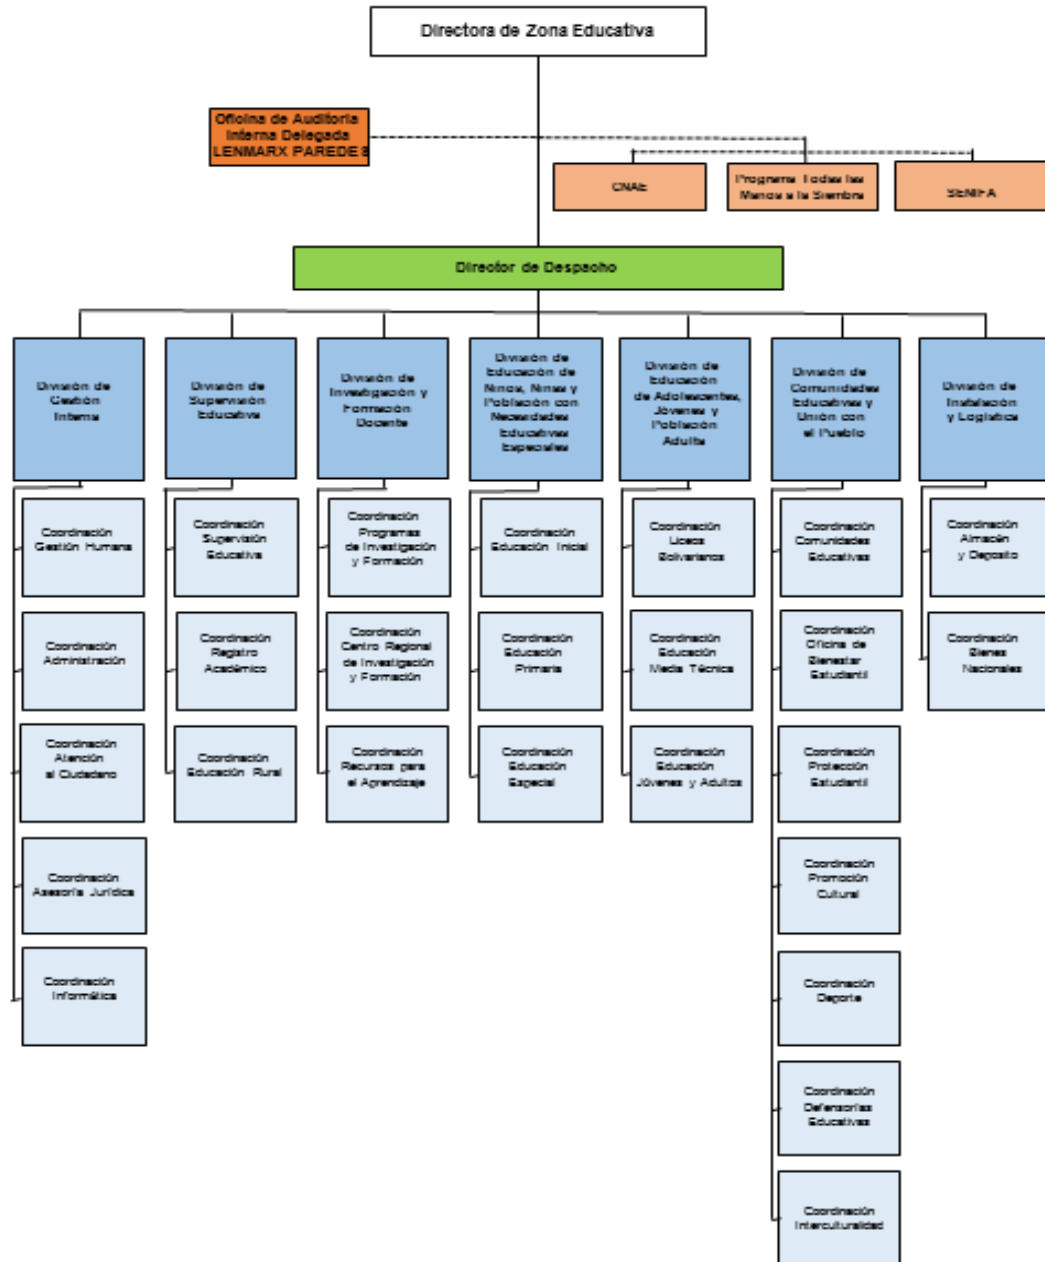 Directora de Zona Educativa
Oficina de Auditoria
Interna Delegada
LENMARX PAREDES
CNAE
Programa Todas las
Manos a la Siembra
SENIFA
Director de Despacho
División de
Gestión
Interna
División de
Supervisión
Educativa
División de
Investigación y
Formación
Docente
División de
Educación de
Niños, Niñas y
Población con
Necesidades
Educativas
Especiales
División de
Educación
de Adolescentes,
Jóvenes y
Población
Adulta
División de
Comunidades
Educativas y
Unión con
el Pueblo
División de
Instalación
y Logística
Coordinación
Gestión Humana
Coordinación
Supervisión
Educativa
Coordinación
Programas
de Investigación
y Formación
Coordinación
Educación Inicial
Coordinación
Liceos
Bolivarianos
Coordinación
Comunidades
Educativas
Coordinación
Almacén
y Deposito
Coordinación
Administración
Coordinación
Registro
Académico
Coordinación
Centro Regional
de Investigación
y Formación
Coordinación
Educación
Primaria
Coordinación
Educación
Media Técnica
Coordinación
Oficina de
Bienestar
Estudiantil
Coordinación
Bienes
Nacionales
Coordinación
Atención
al Ciudadano
Coordinación
Educación Rural
Coordinación
Recursos para
el Aprendizaje
Coordinación
Educación
Especial
Coordinación
Educación
Jóvenes y Adultos
Coordinación
Protección
Estudiantil
Coordinación
Asesoría Jurídica
Coordinación
Promoción
Cultural
Coordinación
Informática
Coordinación
Deporte
Coordinación
Defensorías
Educativas
Coordinación
Interculturalidad